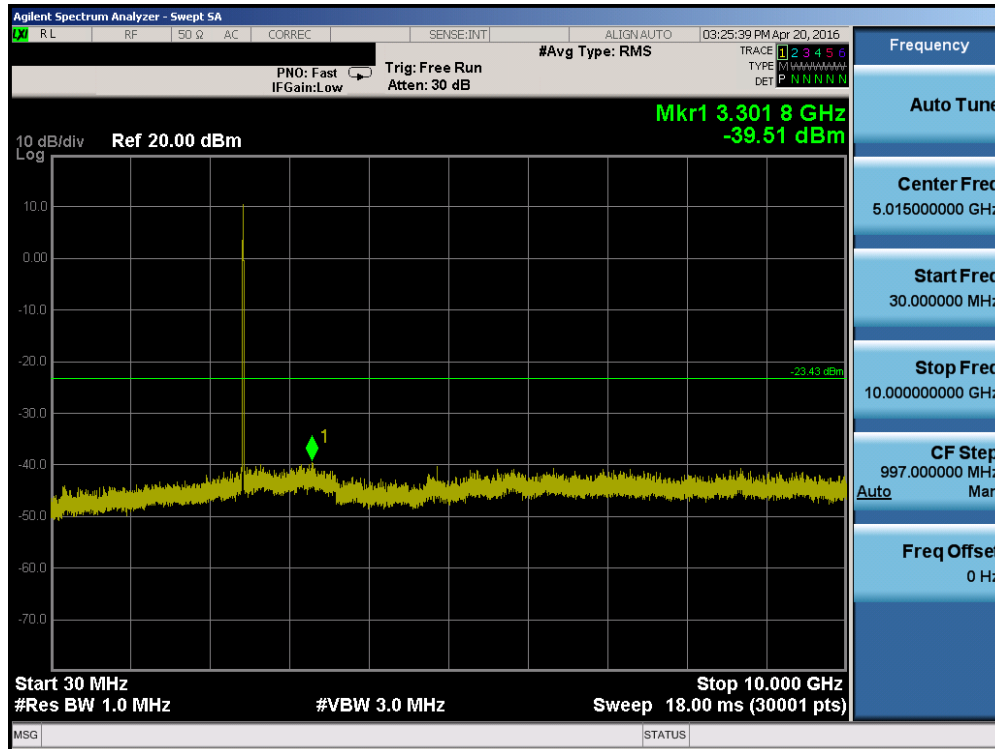 Agilent Spectrum Analyzer - Swept SA
LXI RL RF 50 Ω AC CORREC SENSE:INT ALIGN AUTO 03:25:39 PM Apr 20, 2016
#Avg Type: RMS
TRACE 1 2 3 4 5 6
PNO: Fast Trig: Free Run
TYPE M WWWWW
IFGain:Low Atten: 30 dB
DET P N N N N N
Mkr1 3.301 8 GHz
-39.51 dBm
10 dB/div Ref 20.00 dBm
Log
10.0
0.00
-10.0
-20.0
-23.43 dBm
-30.0
1
-40.0
-50.0
-60.0
-70.0
Start 30 MHz Stop 10.000 GHz
#Res BW 1.0 MHz #VBW 3.0 MHz Sweep 18.00 ms (30001 pts)
MSG STATUS
Frequency
Auto Tune
Center Freq
5.015000000 GHz
Start Freq
30.000000 MHz
Stop Freq
10.000000000 GHz
CF Step
997.000000 MHz
Auto Man
Freq Offset
0 Hz